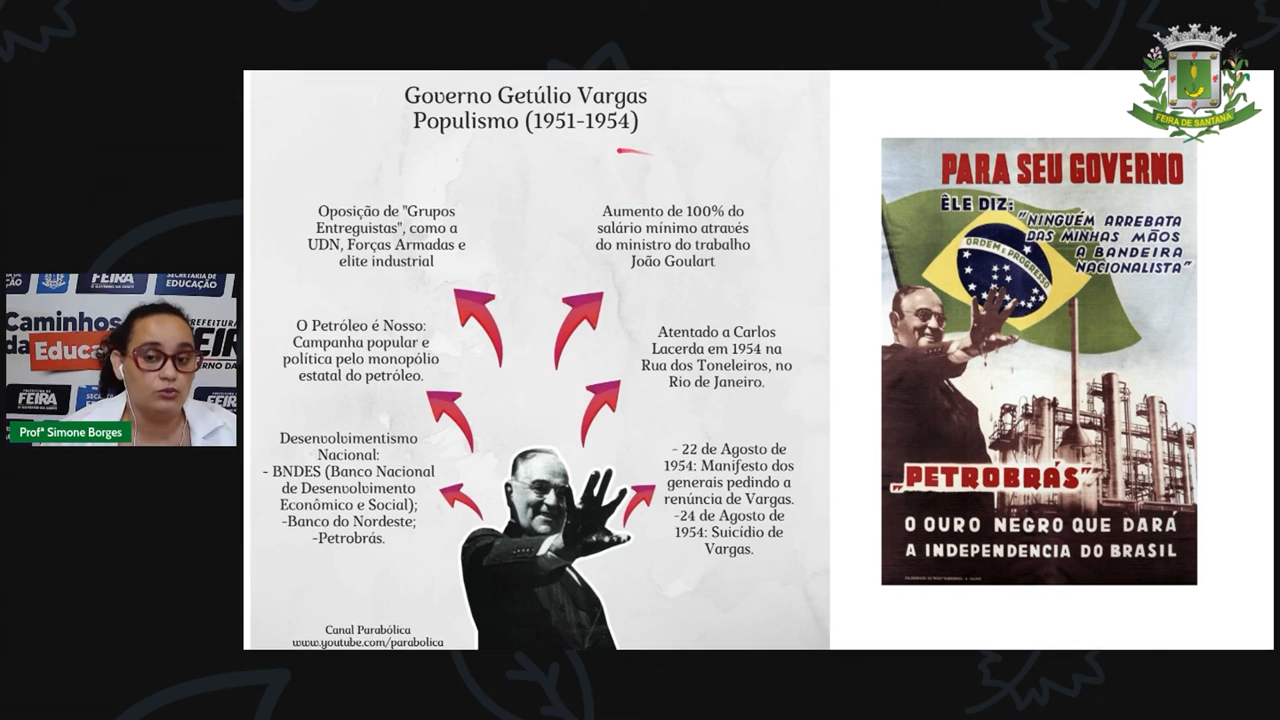 Governo Getúlio Vargas
Populismo (1951-1954)
Oposição de "Grupos
Entreguistas", como a
UDN, Forças Armadas e
elite industrial
Aumento de 100% do
salário mínimo através
do ministro do trabalho
João Goulart
O Petróleo é Nosso:
Campanha popular e
política pelo monopólio
estatal do petróleo.
Atentado a Carlos
Lacerda em 1954 na
Rua dos Toneleiros, no
Rio de Janeiro.
Desenvolvimentismo
Nacional:
- BNDES (Banco Nacional
de Desenvolvimento
Econômico e Social);
-Banco do Nordeste;
-Petrobrás.
- 22 de Agosto de
1954: Manifesto dos
generais pedindo a
renúncia de Vargas.
-24 de Agosto de
1954: Suicídio de
Vargas.
Canal Parabólica
www.youtube.com/parabolica
FEIRA DE SANTANA
PARA SEU GOVERNO
ÊLE DIZ:
"NINGUÉM ARREBATA
DAS MINHAS MÃOS
A BANDEIRA
NACIONALISTA"
ORDEM E PROGRESSO
"PETROBRÁS"
O OURO NEGRO QUE DARÁ
A INDEPENDENCIA DO BRASIL
FEIRA
SECRETARIA DE
EDUCAÇÃO
Caminhos
da Educa
PREFEITURA
FEIR
FEIRA
Profª Simone Borges